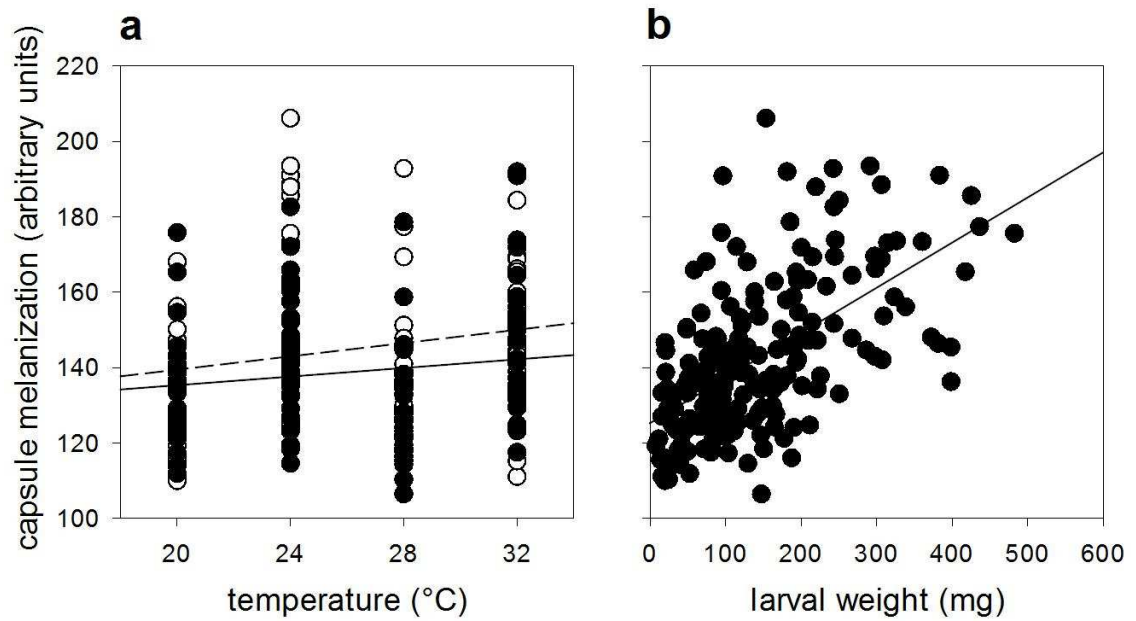 a
b
capsule melanization (arbitrary units)
220
200
180
160
140
120
100
20 24 28 32
0 100 200 300 400 500 600
temperature (°C)
larval weight (mg)